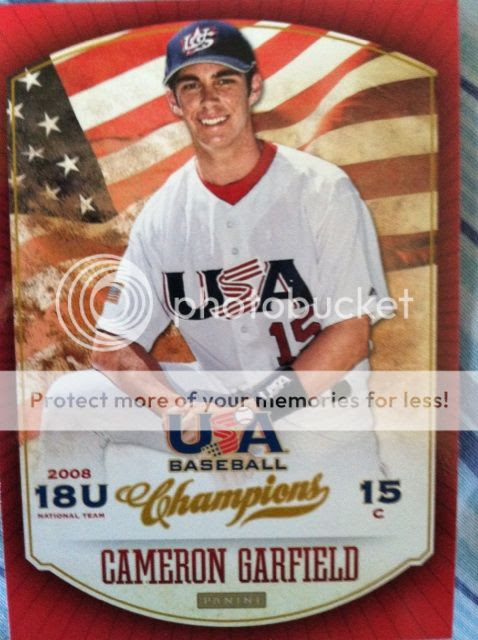 US
USA
15
photobucket
Protect more of your memories for less!
USA
BASEBALL
Champions
2008
18U
NATIONAL TEAM
15
C
CAMERON GARFIELD
PANINI